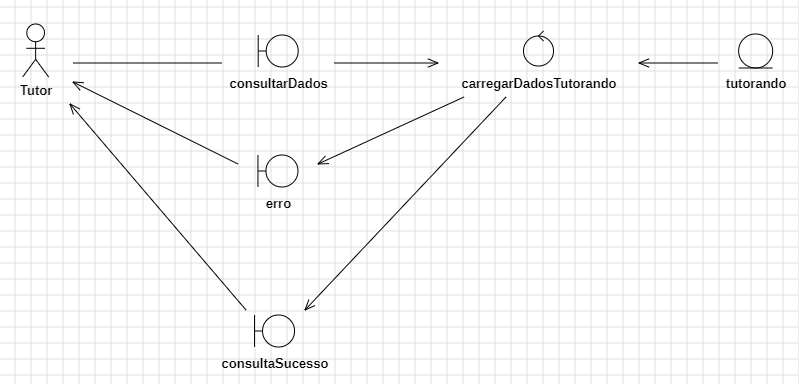 Tutor
consultarDados
carregarDadosTutorando
tutorando
erro
consultaSucesso